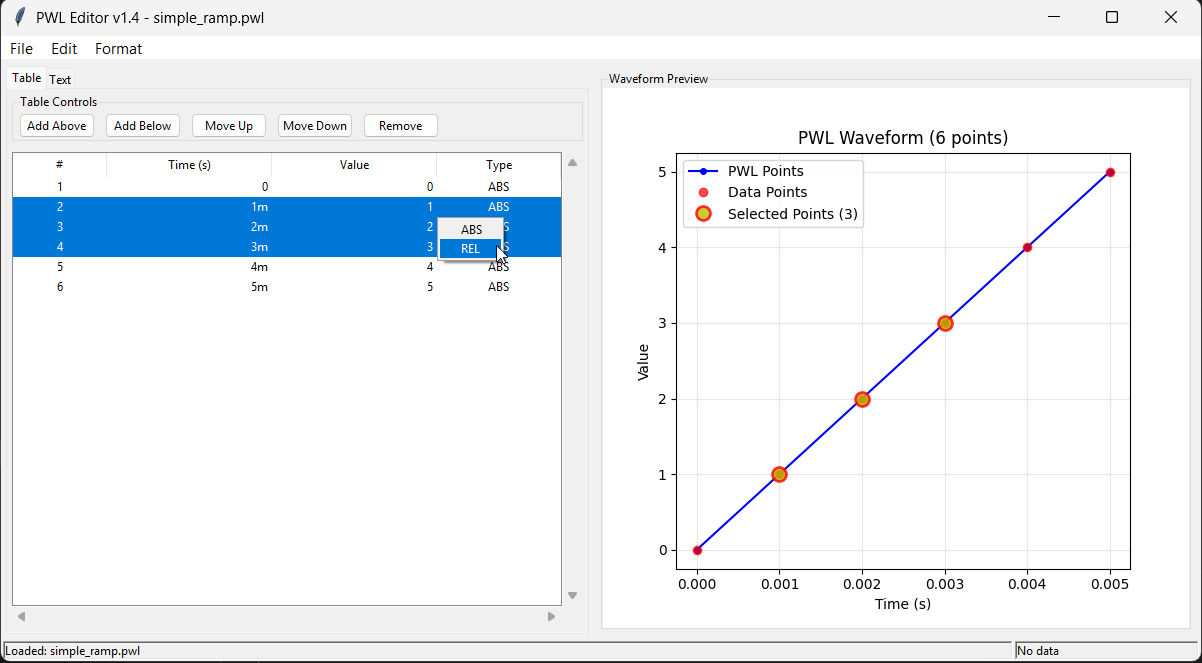 PWL Editor v1.4 - simple_ramp.pwl
File Edit Format
Table Text
Table Controls
Add Above Add Below Move Up Move Down Remove
# Time (s) Value Type
1 0 0 ABS
2 1m 1 ABS
3 2m 2
4 3m 3
5 4m 4 ABS
6 5m 5 ABS
ABS
REL
Waveform Preview
PWL Waveform (6 points)
PWL Points
Data Points
Selected Points (3)
5
4
3
2
1
0
Value
0.000 0.001 0.002 0.003 0.004 0.005
Time (s)
Loaded: simple_ramp.pwl
No data